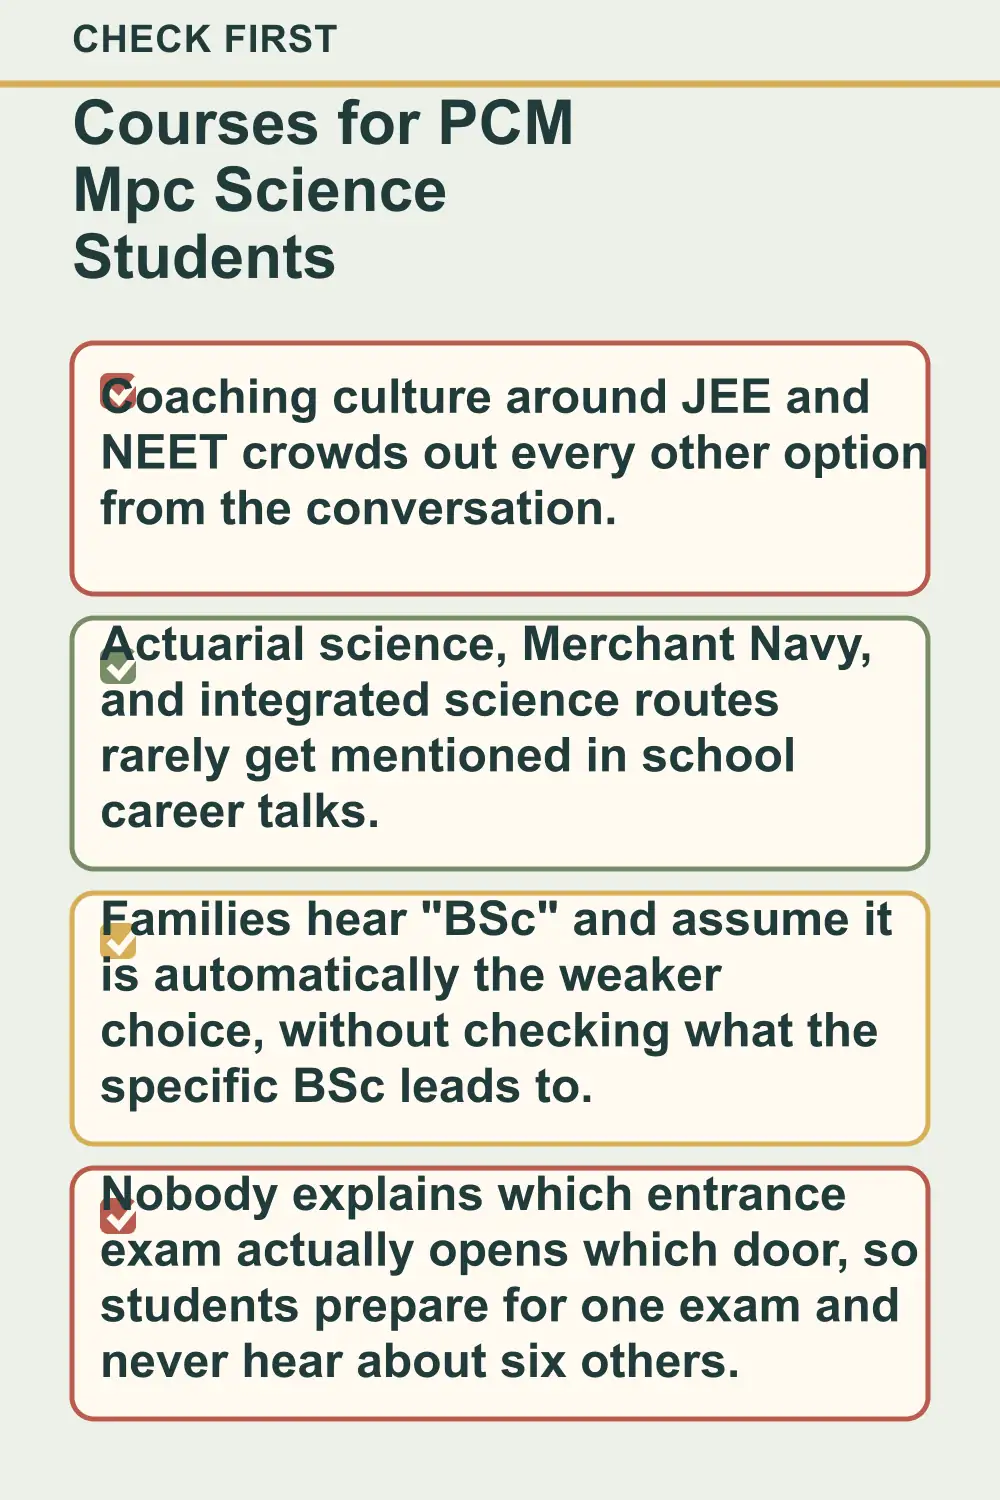 CHECK FIRST
Courses for PCM
Mpc Science
Students
Coaching culture around JEE and
NEET crowds out every other option
from the conversation.
Actuarial science, Merchant Navy,
and integrated science routes
rarely get mentioned in school
career talks.
Families hear "BSc" and assume it
is automatically the weaker
choice, without checking what the
specific BSc leads to.
Nobody explains which entrance
exam actually opens which door, so
students prepare for one exam and
never hear about six others.